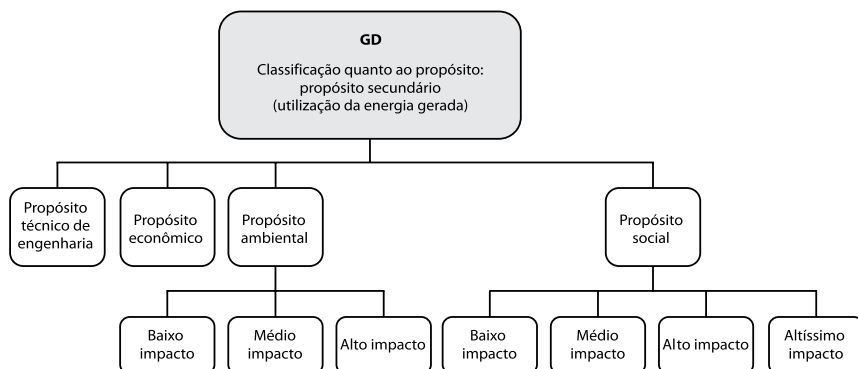 GD
Classificação quanto ao propósito:
propósito secundário
(utilização da energia gerada)
Propósito
técnico de
engenharia
Propósito
econômico
Propósito
ambiental
Propósito
social
Baixo
impacto
Médio
impacto
Alto impacto
Baixo
impacto
Médio
impacto
Alto impacto
Altíssimo
impacto